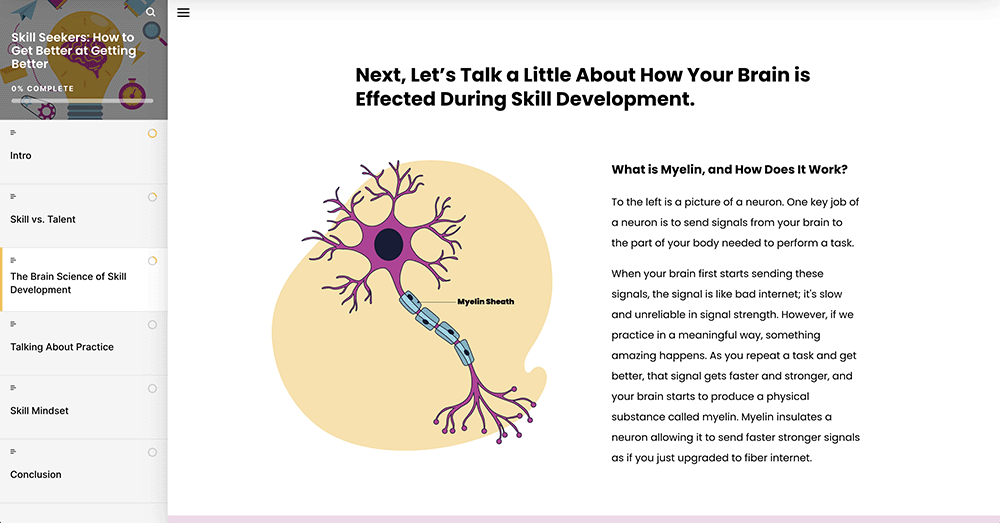 Skill Seekers: How to
Get Better at Getting
Better
0% COMPLETE
Intro
Skill vs. Talent
The Brain Science of Skill
Development
Talking About Practice
Skill Mindset
Conclusion
Next, Let’s Talk a Little About How Your Brain is
Effected During Skill Development.
Myelin Sheath
What is Myelin, and How Does It Work?
To the left is a picture of a neuron. One key job of
a neuron is to send signals from your brain to
the part of your body needed to perform a task.
When your brain first starts sending these
signals, the signal is like bad internet; it's slow
and unreliable in signal strength. However, if we
practice in a meaningful way, something
amazing happens. As you repeat a task and get
better, that signal gets faster and stronger, and
your brain starts to produce a physical
substance called myelin. Myelin insulates a
neuron allowing it to send faster stronger signals
as if you just upgraded to fiber internet.